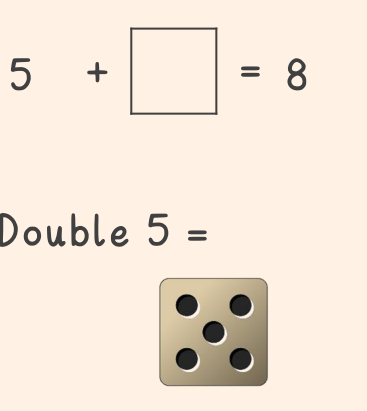 5 + = 8
Double 5 =